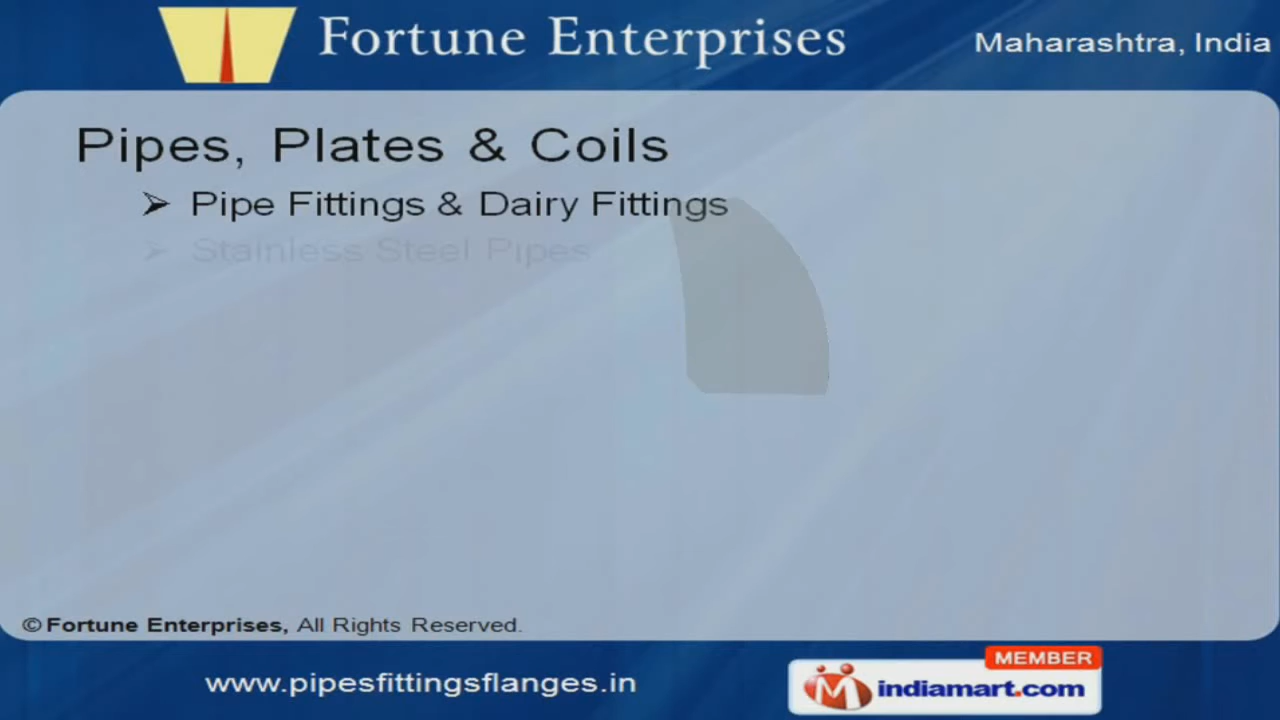 Fortune Enterprises
Maharashtra, India
Pipes, Plates & Coils
➢ Pipe Fittings & Dairy Fittings
➢ Stainless Steel Pipes
© Fortune Enterprises, All Rights Reserved.
www.pipesfittingsflanges.in
MEMBER
indiamart.com